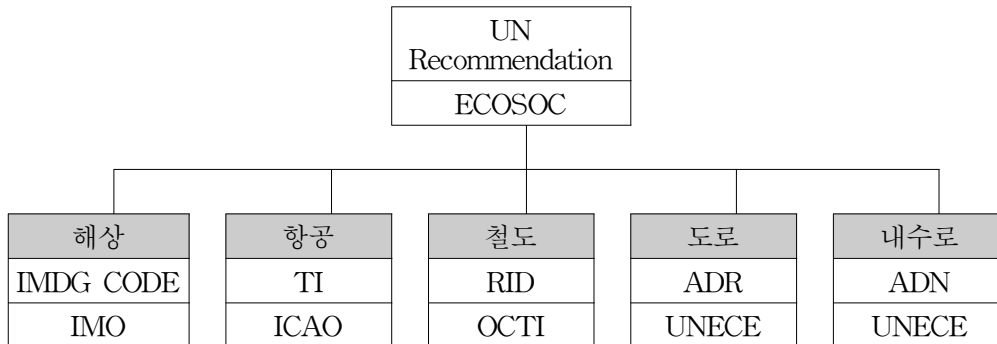 UN
Recommendation
ECOSOC
해상
항공
철도
도로
내수로
IMDG CODE
TI
RID
ADR
ADN
IMO
ICAO
OCTI
UNECE
UNECE